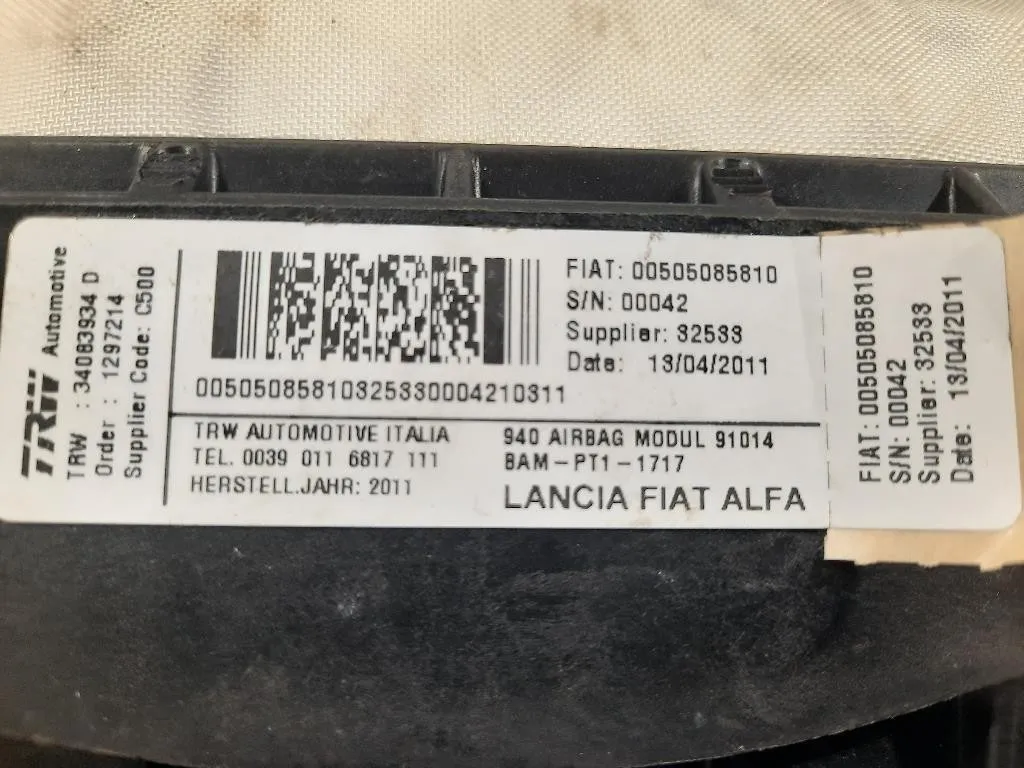 TRW Automotive
TRW : 34083934 D
Order : 1297214
Supplier Code: C500
FIAT: 00505085810
S/N: 00042
Supplier: 32533
Date: 13/04/2011
00505085810325330004210311
TRW AUTOMOTIVE ITALIA
TEL. 0039 011 6817 111
HERSTELL.JAHR: 2011
940 AIRBAG MODUL 91014
BAM-PT1-1717
LANCIA FIAT ALFA
FIAT: 00505085810
S/N: 00042
Supplier: 32533
Date: 13/04/2011